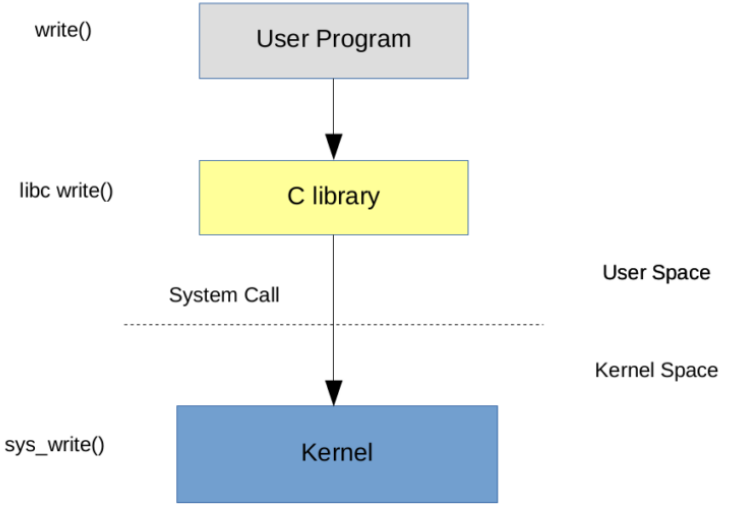 write()
User Program
libc write()
C library
User Space
System Call
Kernel Space
sys_write()
Kernel